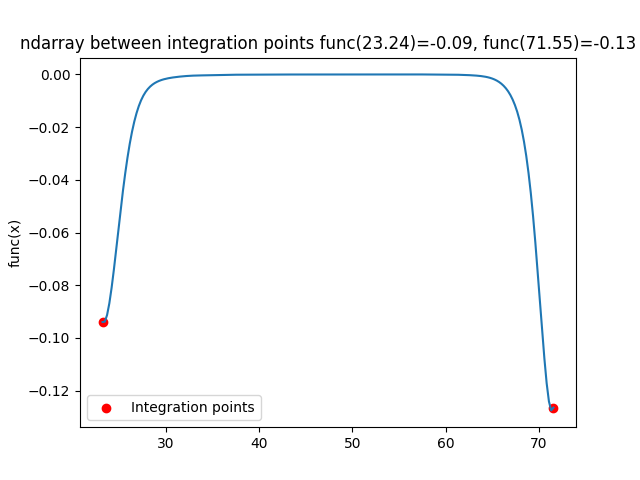 ndarray between integration points func(23.24)=-0.09, func(71.55)=-0.13
0.00
−0.02
−0.04
−0.06
−0.08
−0.10
−0.12
func(x)
Integration points
30 40 50 60 70